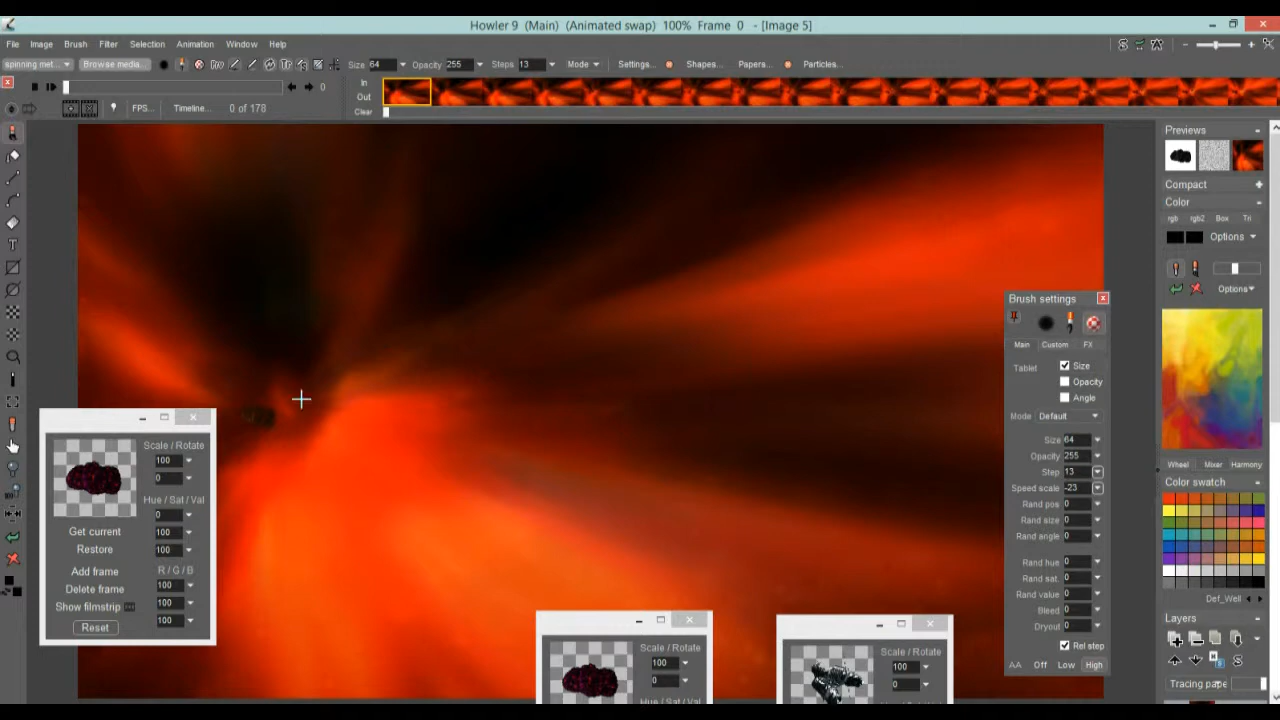 Howler 9 (Main) (Animated swap) 100% Frame 0 - [Image 5]
File Image Brush Filter Selection Animation Window Help
spinning met... Browse media... Size 64 Opacity 255 Steps 13 Mode Settings... Shapes... Papera... Particles...
0
In
Out
Clear
FPS... Timeline... 0 of 178
Previews
Compact
Color
rgb rgb2 Box Tri
Options
Options
Wheel Mixer Harmony
Color swatch
Def_Well
Layers
Tracing pape
Brush settings
Main Custom FX
Tablet Size
Opacity
Angle
Mode Default
Size 64
Opacity 255
Step 13
Speed scale -23
Rand pos 0
Rand size 0
Rand angle 0
Rand hue 0
Rand sat. 0
Rand value 0
Bleed 0
Dryout 0
Rel step
AA Off Low High
Scale / Rotate
100
0
Hue / Sat / Val
0
Get current 100
Restore 100
Add frame R / G / B
Delete frame 100
Show filmstrip 100
Reset 100
Scale / Rotate
100
0
Scale / Rotate
100
0